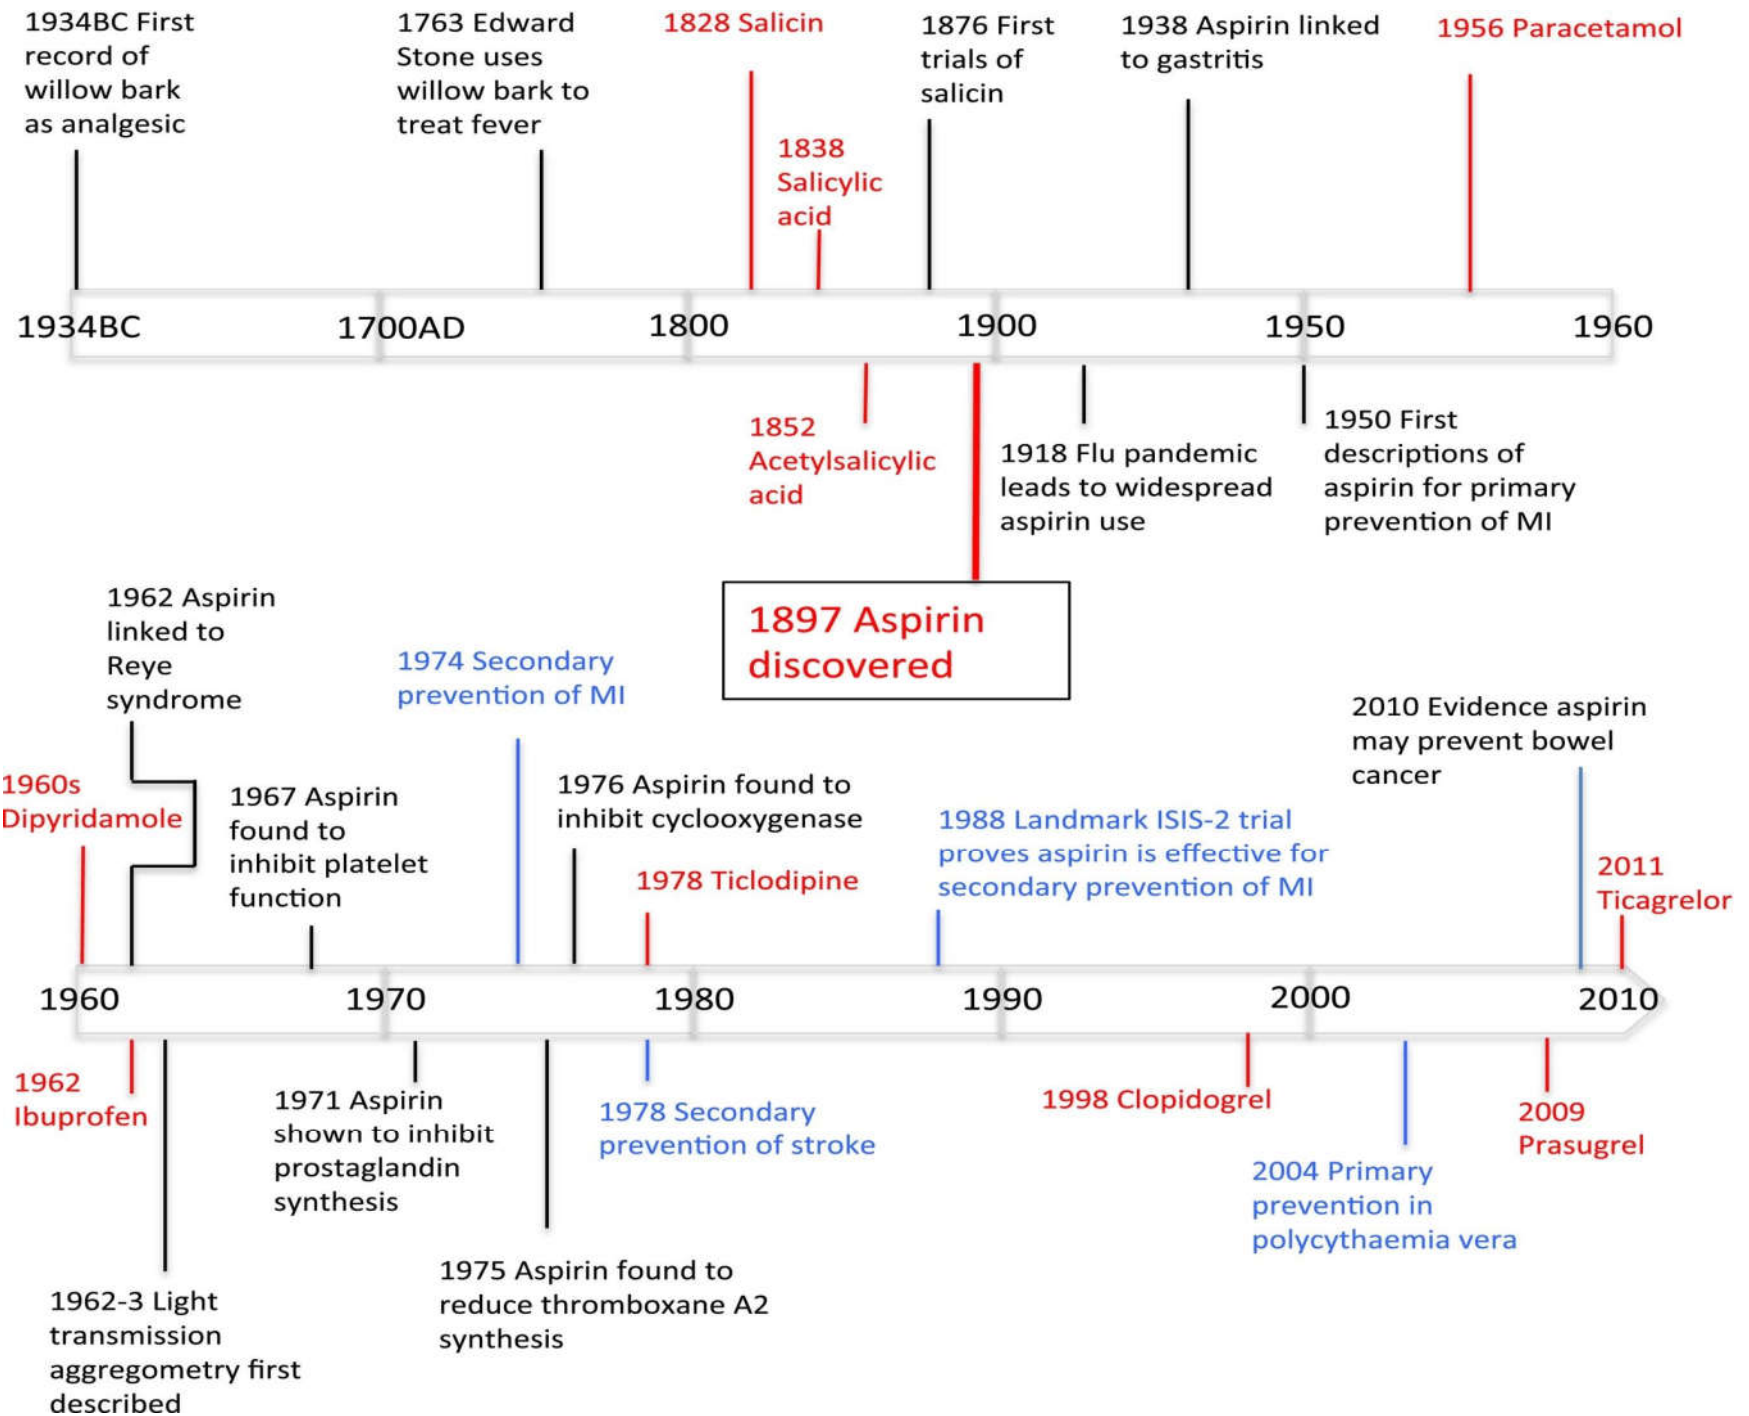 1934BC First
record of
willow bark
as analgesic
1763 Edward
Stone uses
willow bark to
treat fever
1828 Salicin
1838
Salicylic
acid
1876 First
trials of
salicin
1938 Aspirin linked
to gastritis
1956 Paracetamol
1934BC
1700AD
1800
1900
1950
1960
1852
Acetylsalicylic
acid
1897 Aspirin
discovered
1918 Flu pandemic
leads to widespread
aspirin use
1950 First
descriptions of
aspirin for primary
prevention of MI
1960s
Dipyridamole
1962 Aspirin
linked to
Reye
syndrome
1967 Aspirin
found to
inhibit platelet
function
1974 Secondary
prevention of MI
1976 Aspirin found to
inhibit cyclooxygenase
1978 Ticlodipine
1988 Landmark ISIS-2 trial
proves aspirin is effective for
secondary prevention of MI
2010 Evidence aspirin
may prevent bowel
cancer
2011
Ticagrelor
1960
1970
1980
1990
2000
2010
1962
Ibuprofen
1962-3 Light
transmission
aggregometry first
described
1971 Aspirin
shown to inhibit
prostaglandin
synthesis
1975 Aspirin found to
reduce thromboxane A2
synthesis
1978 Secondary
prevention of stroke
1998 Clopidogrel
2004 Primary
prevention in
polycythaemia vera
2009
Prasugrel